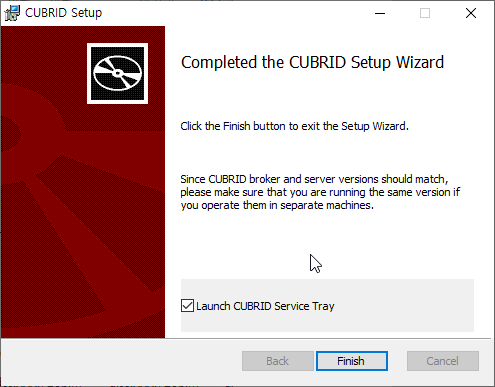 CUBRID Setup
Completed the CUBRID Setup Wizard
Click the Finish button to exit the Setup Wizard.
Since CUBRID broker and server versions should match,
please make sure that you are running the same version if
you operate them in separate machines.
Launch CUBRID Service Tray
Back
Finish
Cancel